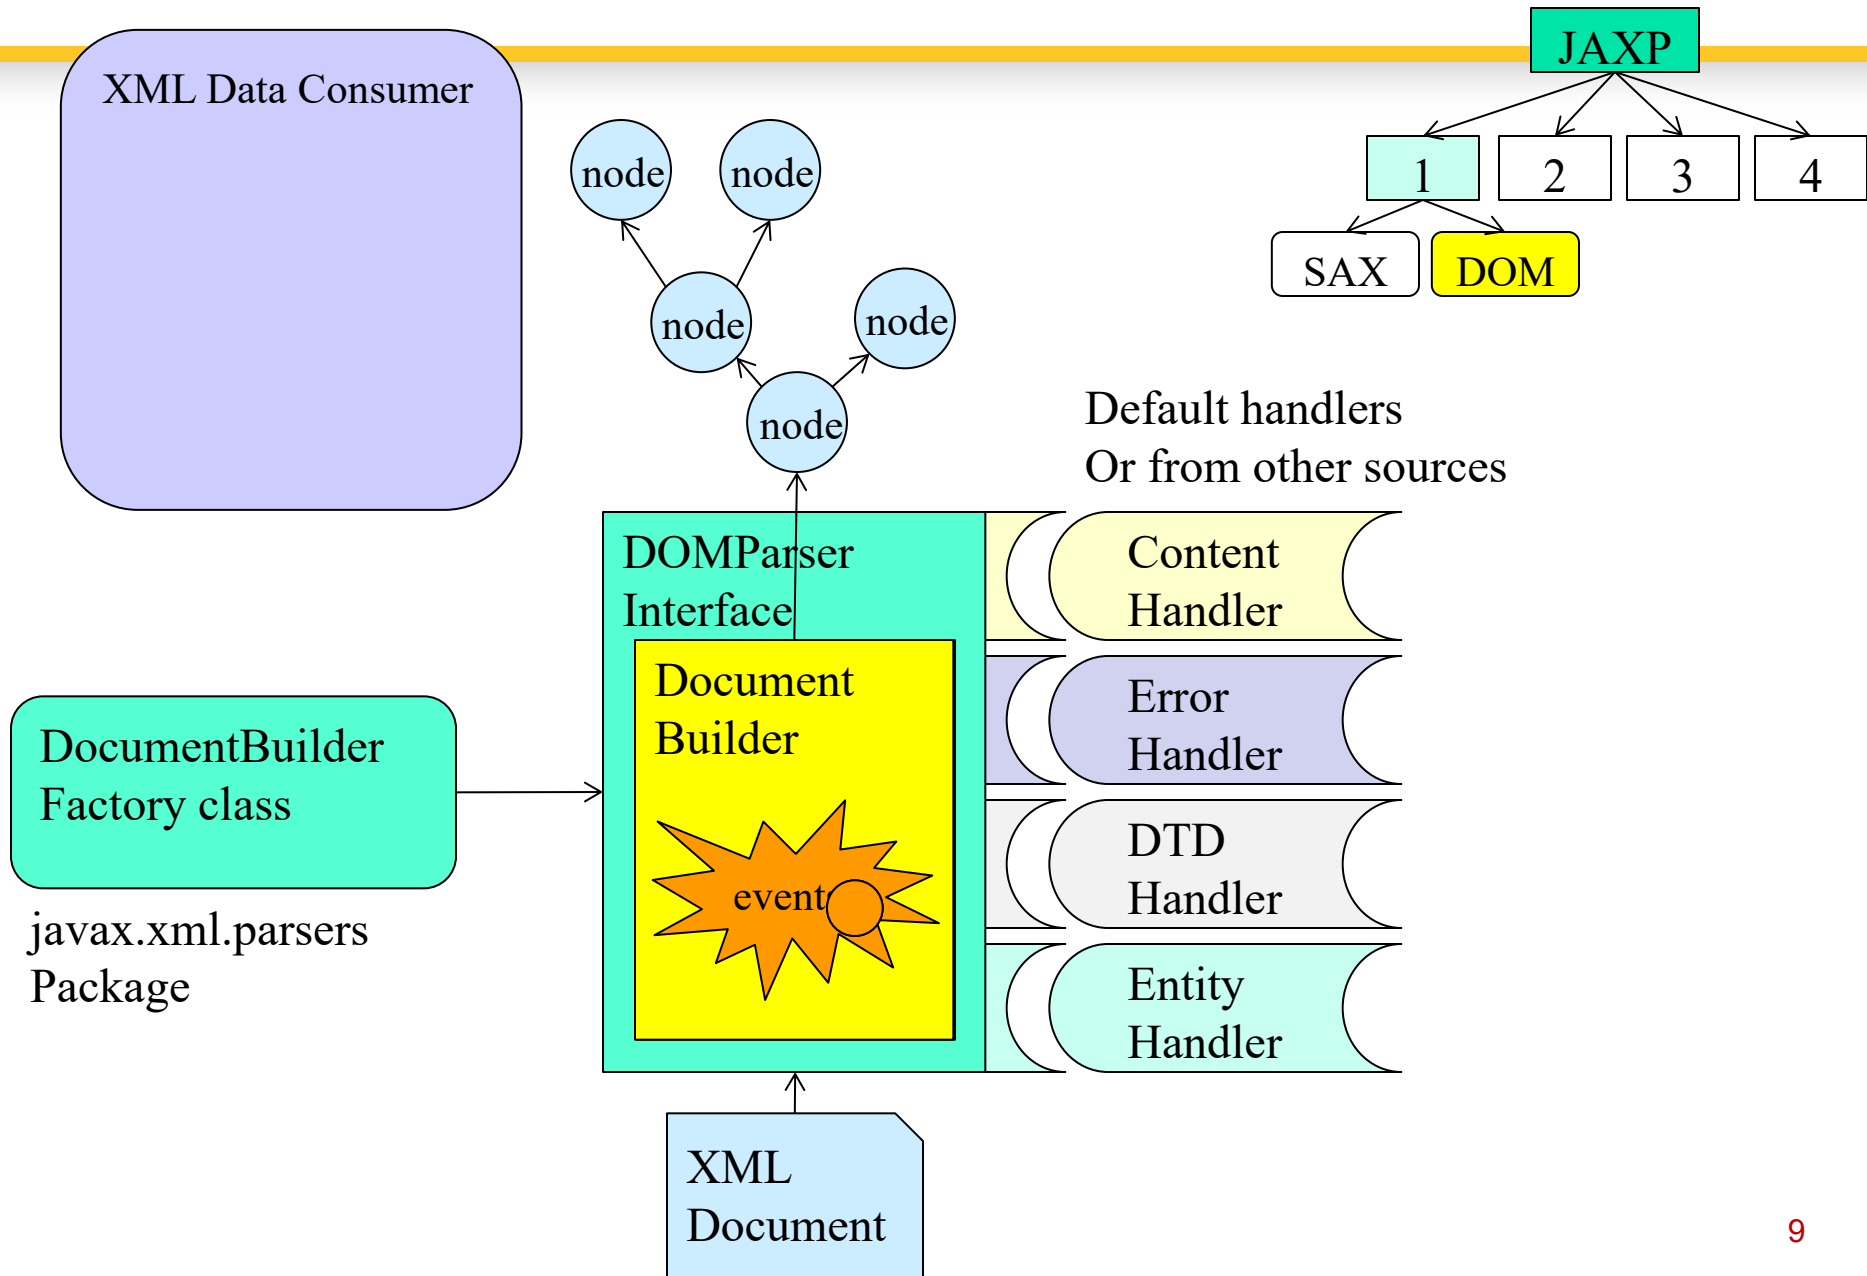 XML Data Consumer
JAXP
1
2
3
4
SAX
DOM
node
node
node
node
node
Default handlers
Or from other sources
DOMParser
Interface
Document
Builder
events
Content
Handler
Error
Handler
DTD
Handler
Entity
Handler
DocumentBuilder
Factory class
javax.xml.parsers
Package
XML
Document
9